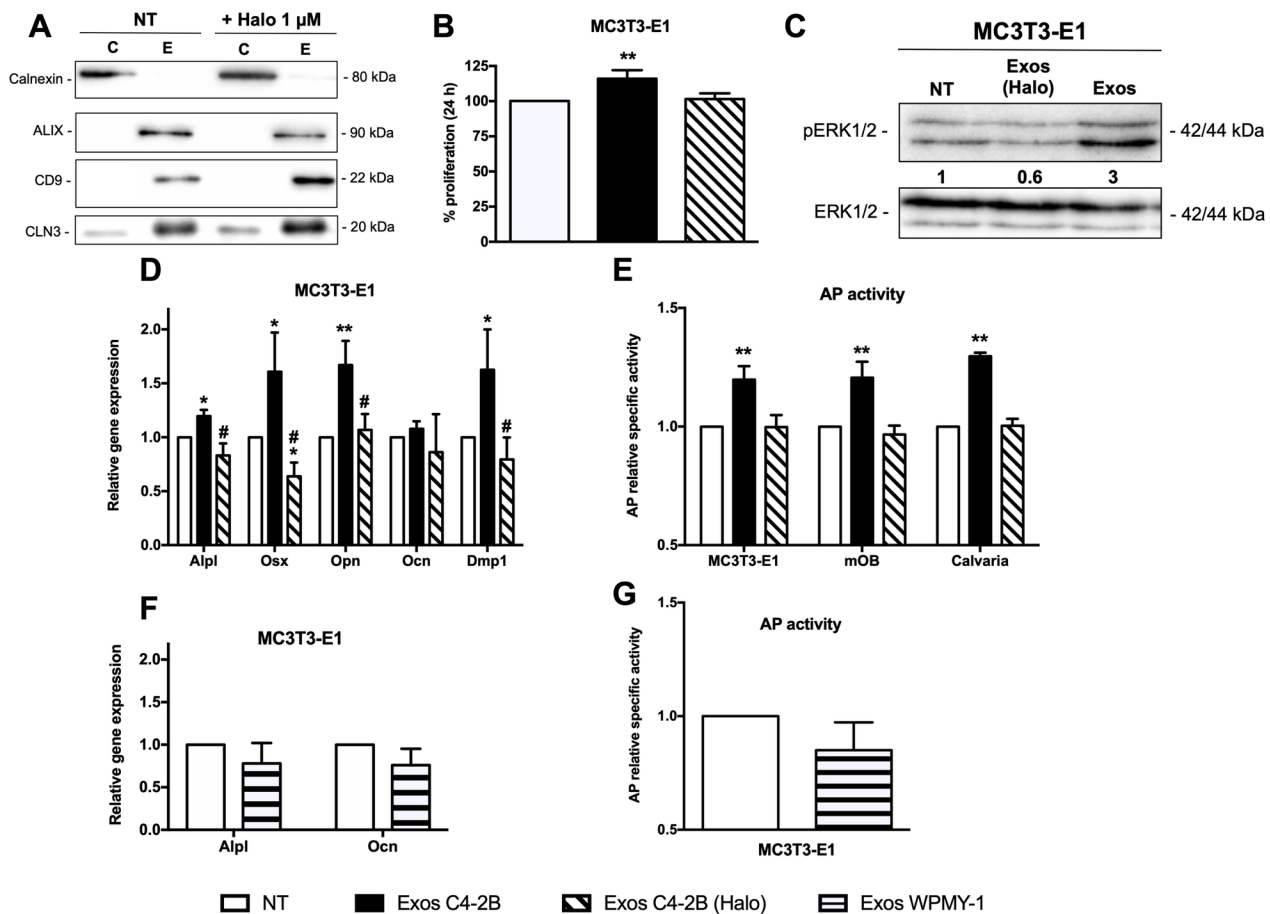 A
NT
+ Halo 1 µM
C E C E
Calnexin - - 80 kDa
ALIX - - 90 kDa
CD9 - - 22 kDa
CLN3 - - 20 kDa
B
MC3T3-E1
% proliferation (24 h)
125
100
75
50
25
0
**
C
MC3T3-E1
NT Exos (Halo) Exos
pERK1/2 - - 42/44 kDa
1 0.6 3
ERK1/2 - - 42/44 kDa
D
MC3T3-E1
Relative gene expression
2.0
1.5
1.0
0.5
0.0
* # * # * ** # * #
Alpl Osx Opn Ocn Dmp1
E
AP activity
AP relative specific activity
1.5
1.0
0.5
** ** **
MC3T3-E1 mOB Calvaria
F
MC3T3-E1
Relative gene expression
2.0
1.5
1.0
0.5
0.0
Alpl Ocn
G
AP activity
AP relative specific activity
1.5
1.0
0.5
MC3T3-E1
NT Exos C4-2B Exos C4-2B (Halo) Exos WPMY-1